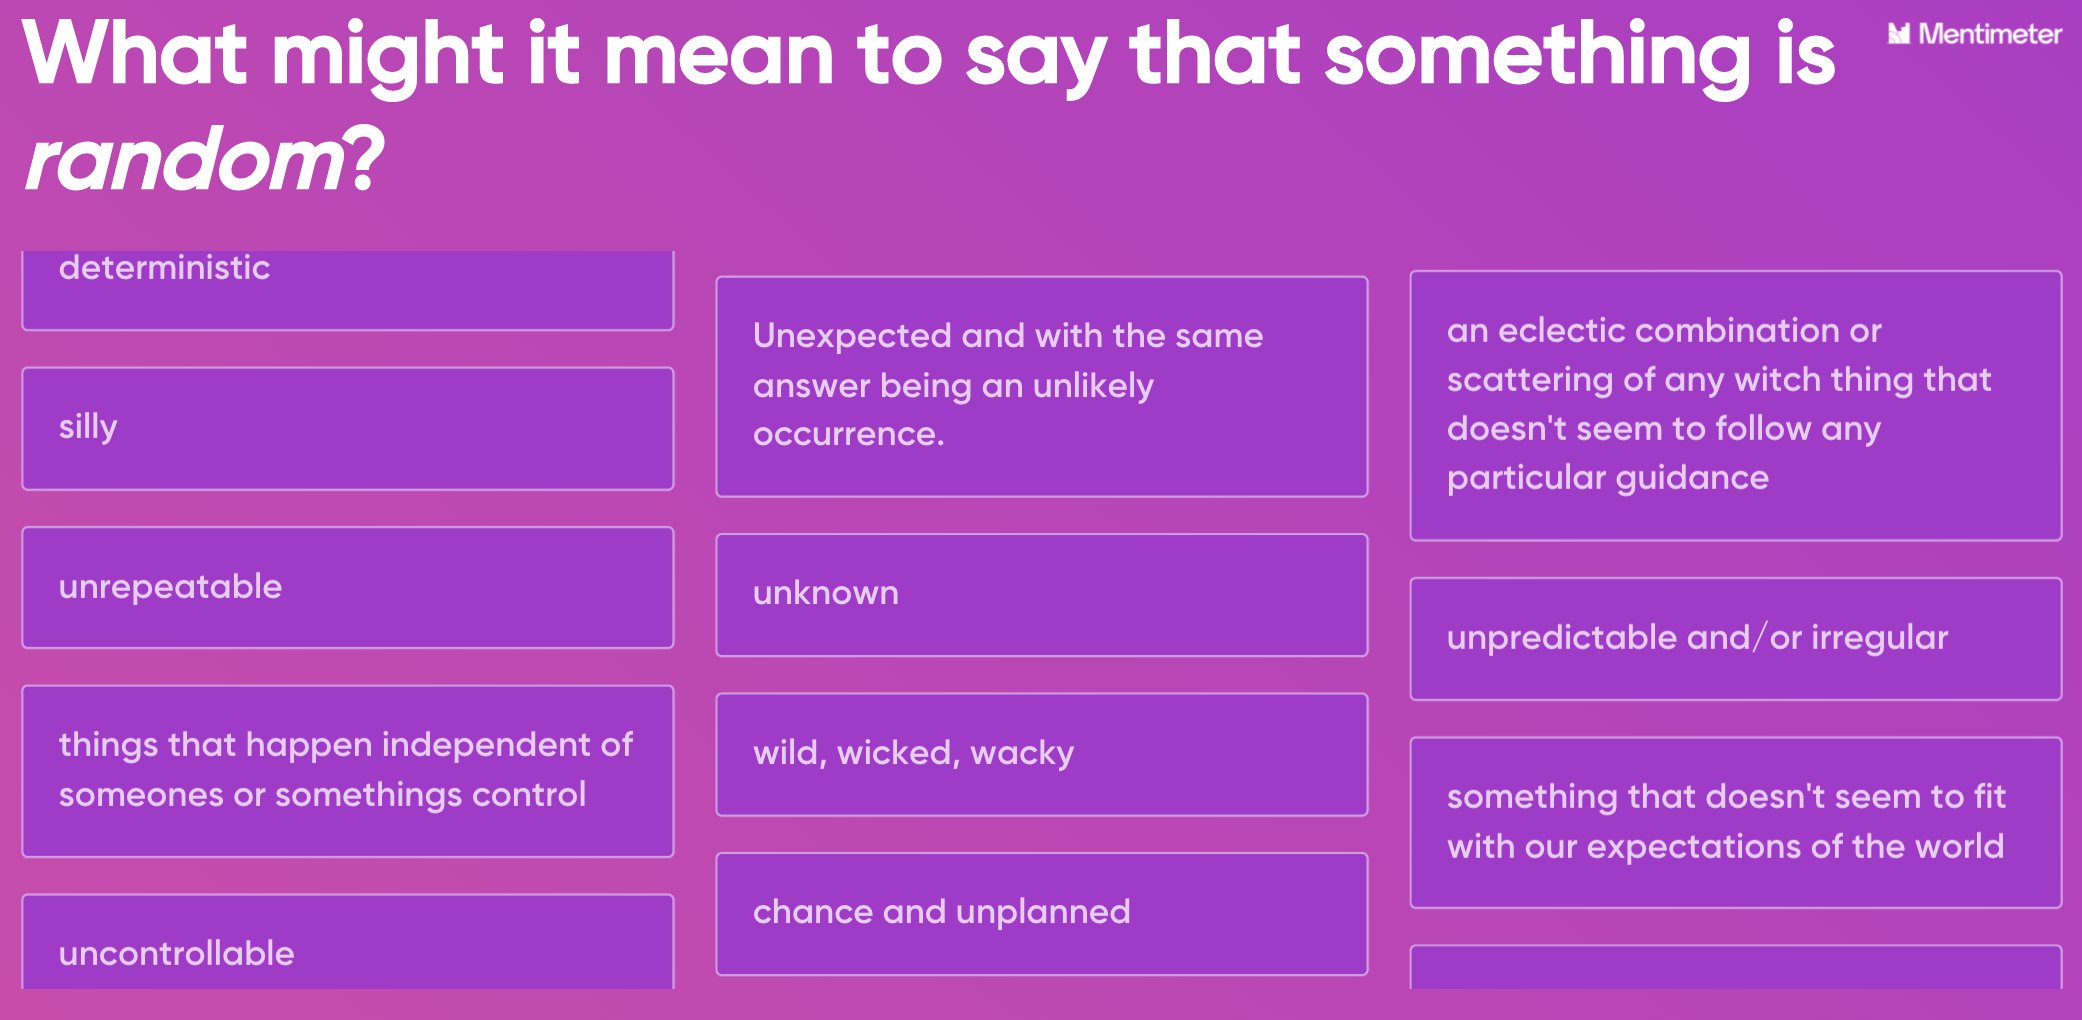 What might it mean to say that something is
random?
Mentimeter
deterministic
silly
unrepeatable
things that happen independent of
someones or somethings control
uncontrollable
Unexpected and with the same
answer being an unlikely
occurrence.
unknown
wild, wicked, wacky
chance and unplanned
an eclectic combination or
scattering of any witch thing that
doesn't seem to follow any
particular guidance
unpredictable and/or irregular
something that doesn't seem to fit
with our expectations of the world